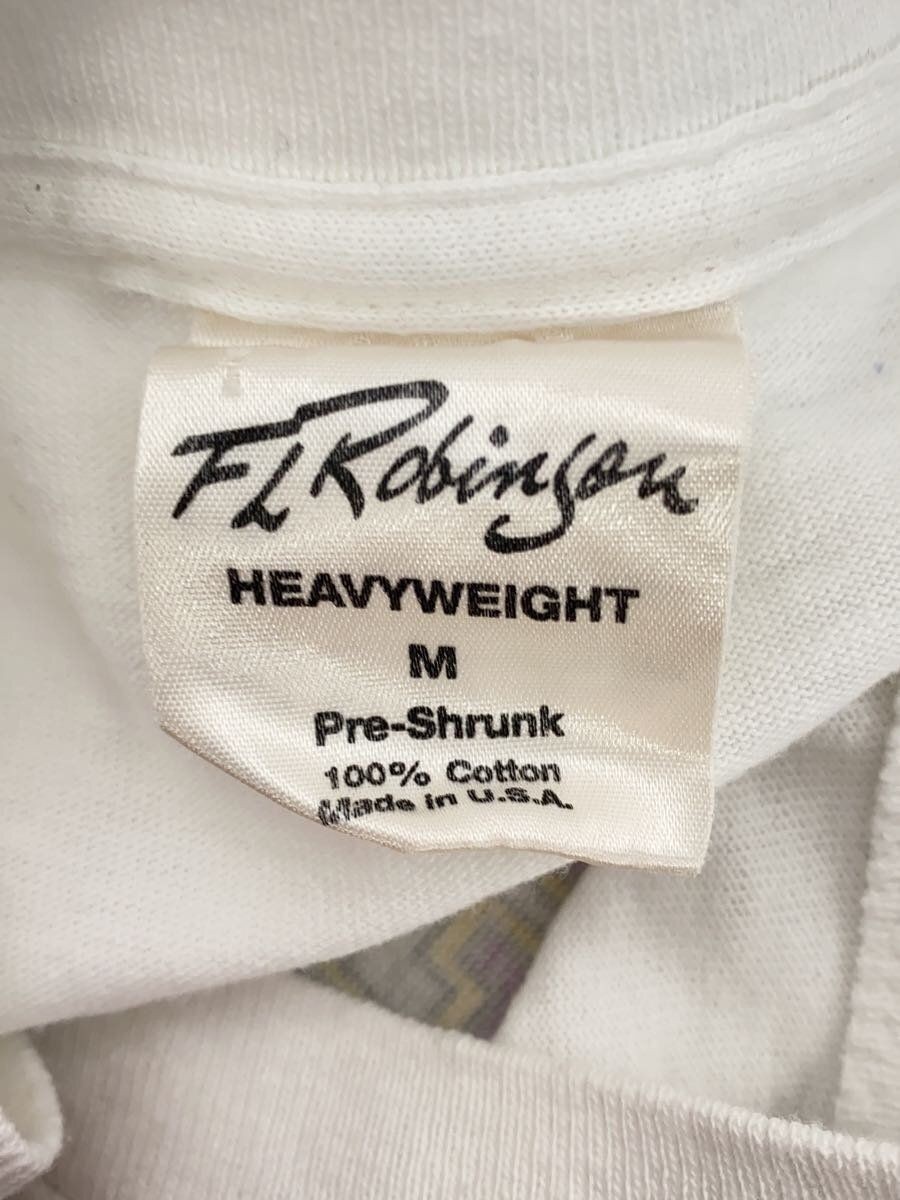 FL Robinson
HEAVYWEIGHT
M
Pre-Shrunk
100% Cotton
Made in U.S.A.